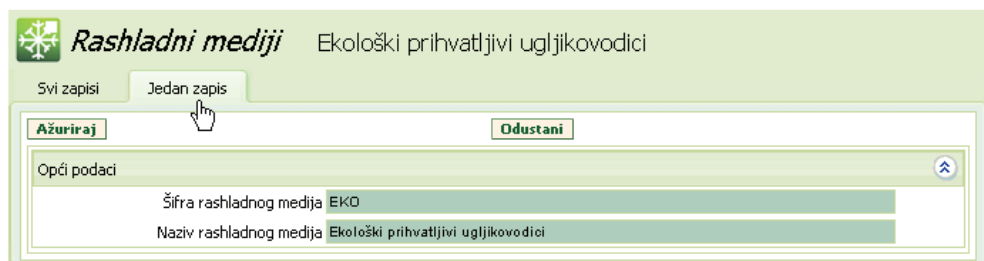 Rashladni mediji Ekološki prihvatljivi ugljikovodici
Svi zapisi Jedan zapis
Ažuriraj Odustani
Opći podaci
Šifra rashladnog medija EKO
Naziv rashladnog medija Ekološki prihvatljivi ugljikovodici